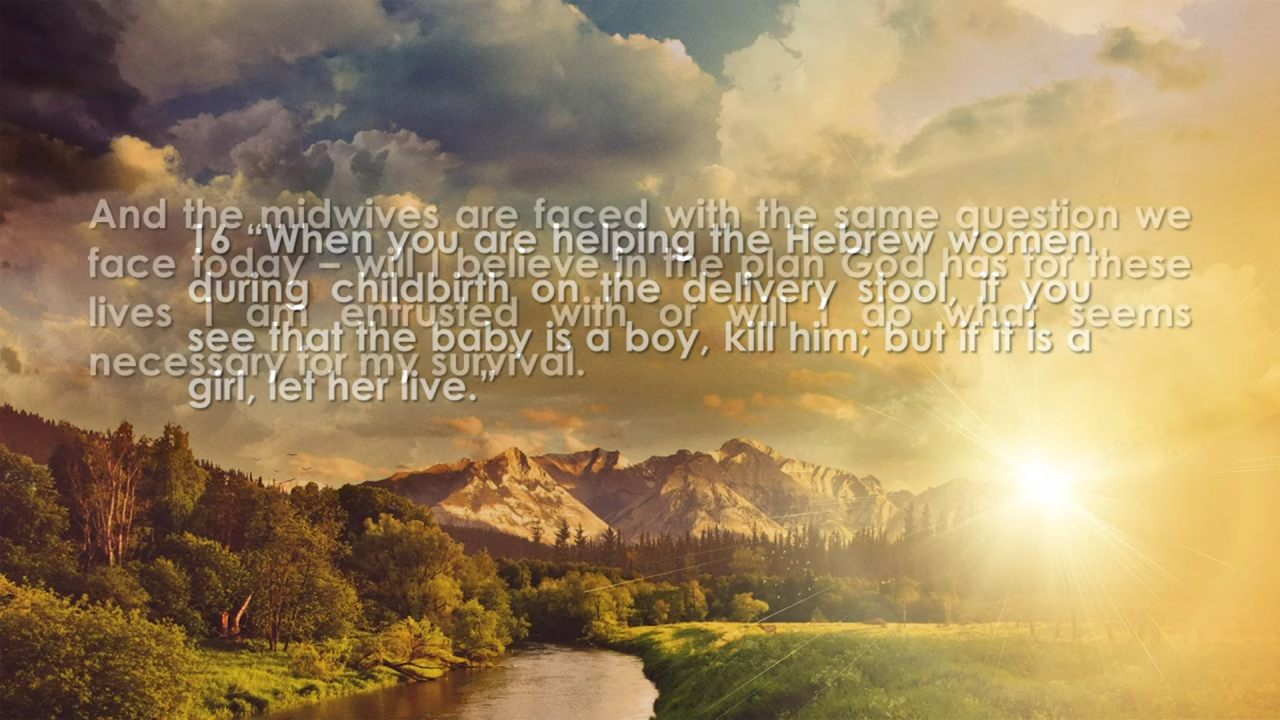 And the midwives are faced with the same question we
face today – will I believe in the plan God has for these
lives I am entrusted with or will I do what seems
necessary for my survival.
16 “When you are helping the Hebrew women
during childbirth on the delivery stool, if you
see that the baby is a boy, kill him; but if it is a
girl, let her live.”